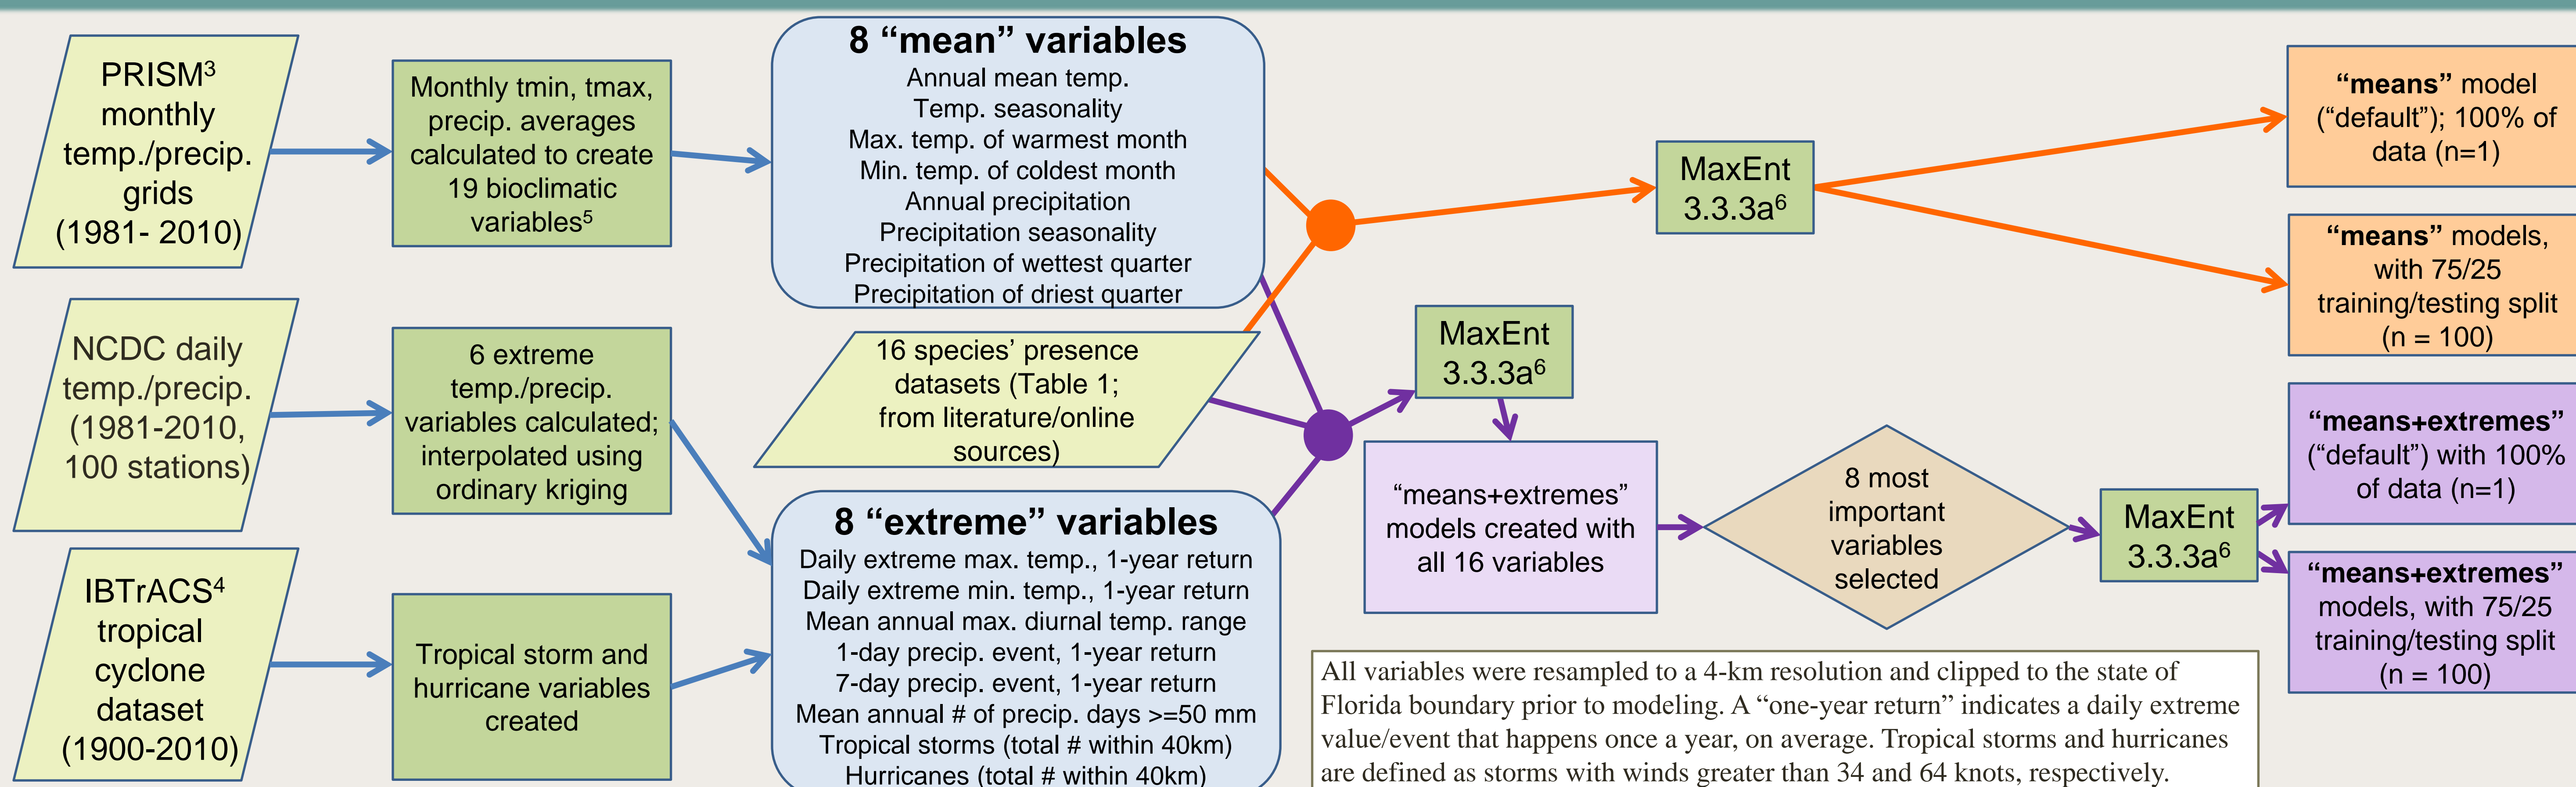 PRISM³
monthly
temp./precip.
grids
(1981- 2010)
Monthly tmin, tmax,
precip. averages
calculated to create
19 bioclimatic
variables⁵
8 “mean” variables
Annual mean temp.
Temp. seasonality
Max. temp. of warmest month
Min. temp. of coldest month
Annual precipitation
Precipitation seasonality
Precipitation of wettest quarter
Precipitation of driest quarter
NCDC daily
temp./precip.
(1981-2010,
100 stations)
6 extreme
temp./precip.
variables calculated;
interpolated using
ordinary kriging
16 species’ presence
datasets (Table 1;
from literature/online
sources)
IBTrACS⁴
tropical
cyclone
dataset
(1900-2010)
Tropical storm and
hurricane variables
created
8 “extreme” variables
Daily extreme max. temp., 1-year return
Daily extreme min. temp., 1-year return
Mean annual max. diurnal temp. range
1-day precip. event, 1-year return
7-day precip. event, 1-year return
Mean annual # of precip. days >=50 mm
Tropical storms (total # within 40km)
Hurricanes (total # within 40km)
MaxEnt
3.3.3a⁶
“means” model
(“default”); 100% of
data (n=1)
“means” models,
with 75/25
training/testing split
(n = 100)
MaxEnt
3.3.3a⁶
“means+extremes”
models created with
all 16 variables
8 most
important
variables
selected
MaxEnt
3.3.3a⁶
“means+extremes”
(“default”) with 100%
of data (n=1)
“means+extremes”
models, with 75/25
training/testing split
(n = 100)
All variables were resampled to a 4-km resolution and clipped to the state of
Florida boundary prior to modeling. A “one-year return” indicates a daily extreme
value/event that happens once a year, on average. Tropical storms and hurricanes
are defined as storms with winds greater than 34 and 64 knots, respectively.